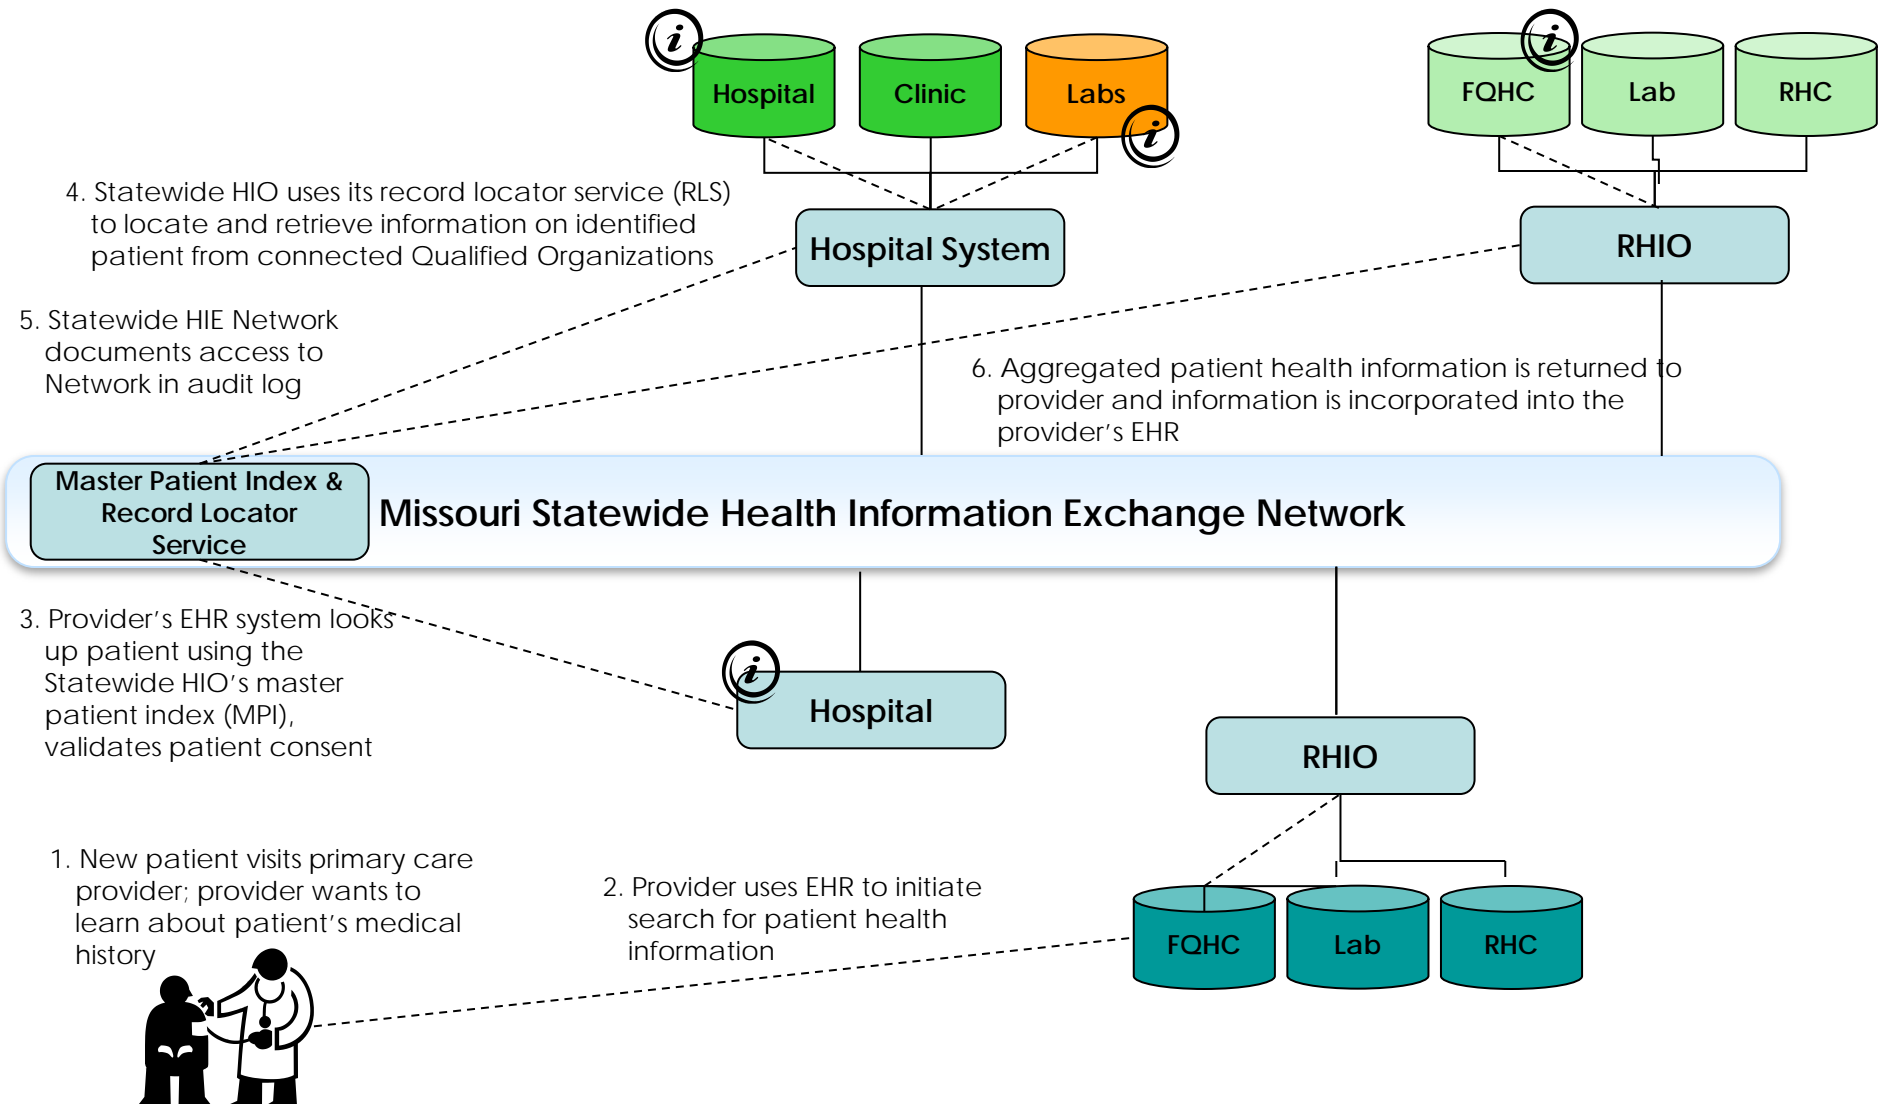 i
i
Hospital
Clinic
Labs
FQHC
Lab
RHC
i
4. Statewide HIO uses its record locator service (RLS)
to locate and retrieve information on identified
patient from connected Qualified Organizations
Hospital System
RHIO
5. Statewide HIE Network
documents access to
Network in audit log
6. Aggregated patient health information is returned to
provider and information is incorporated into the
provider’s EHR
Master Patient Index &
Record Locator
Service
Missouri Statewide Health Information Exchange Network
3. Provider’s EHR system looks
up patient using the
Statewide HIO’s master
patient index (MPI),
validates patient consent
i
Hospital
RHIO
1. New patient visits primary care
provider; provider wants to
learn about patient’s medical
history
2. Provider uses EHR to initiate
search for patient health
information
FQHC
Lab
RHC